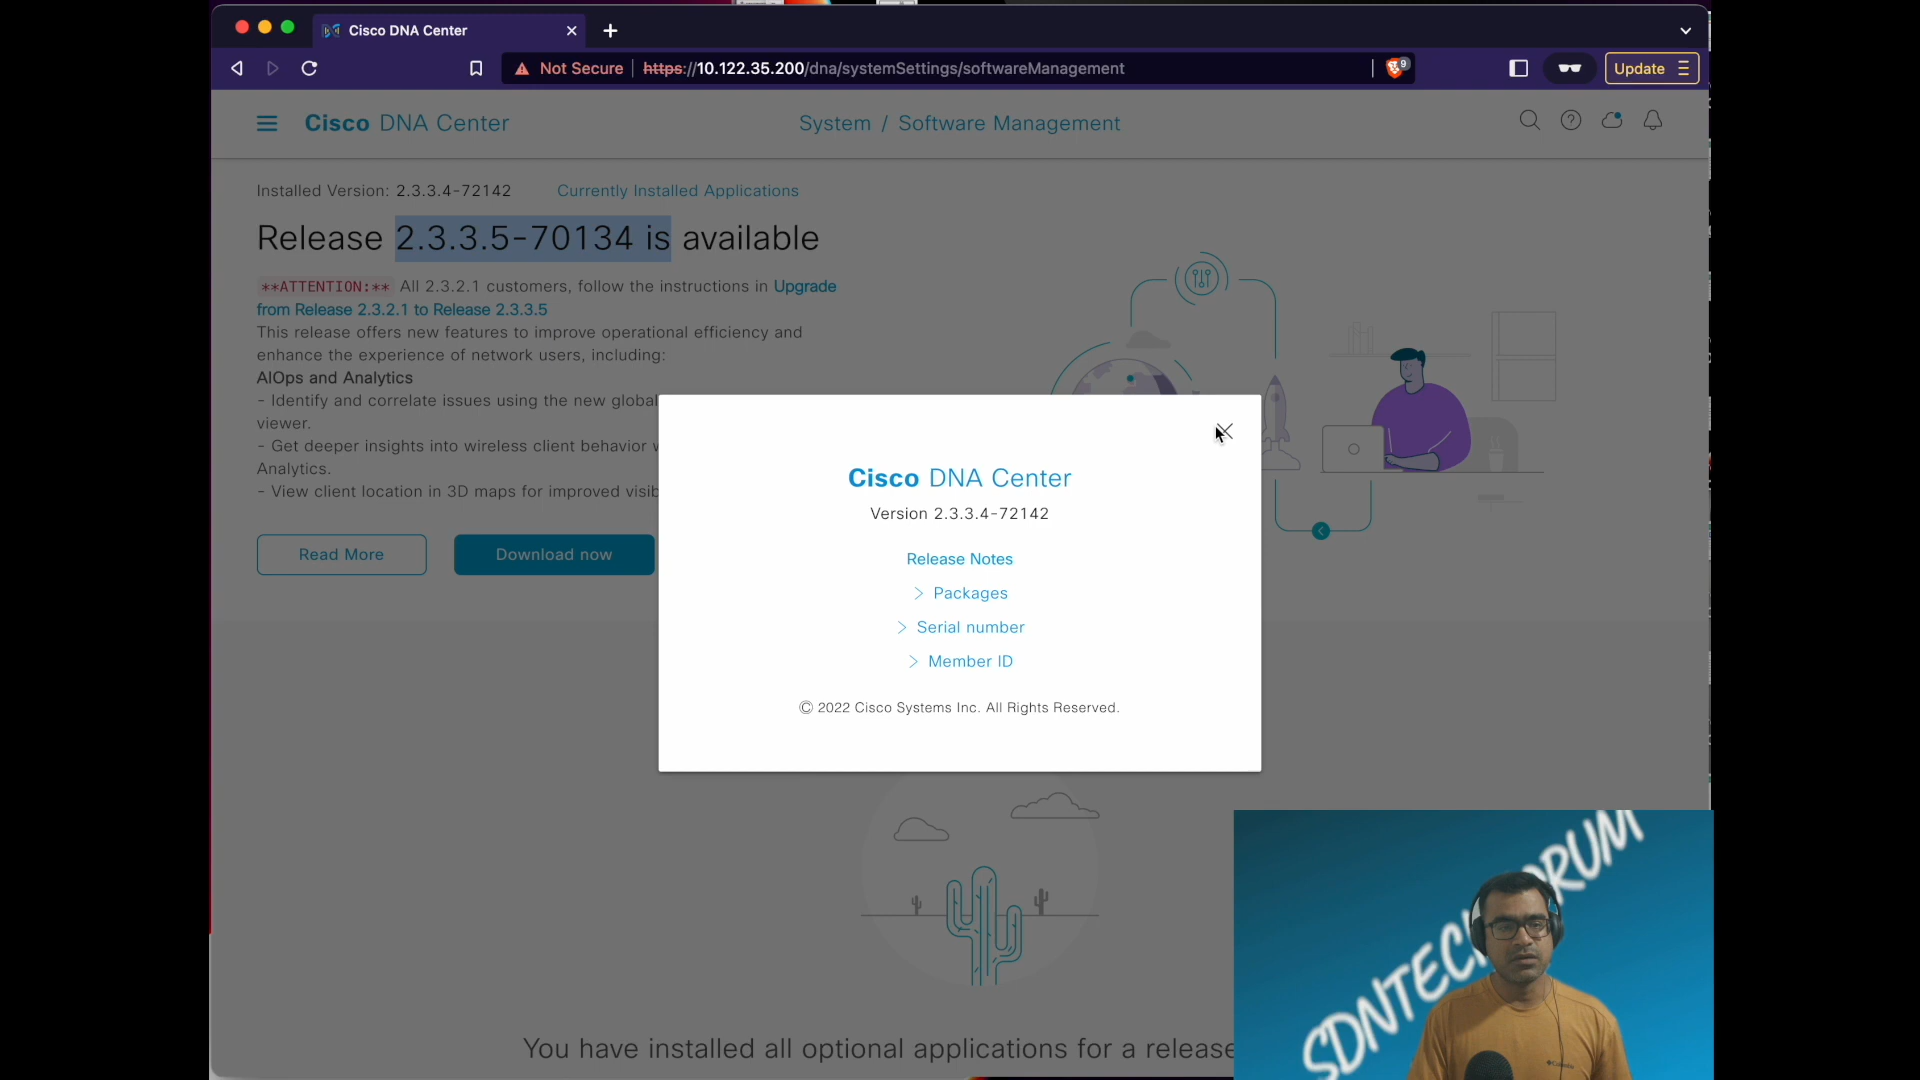 Cisco DNA Center
Not Secure https://10.122.35.200/dna/systemSettings/softwareManagement
9
Update
Cisco DNA Center
System / Software Management
Installed Version: 2.3.3.4-72142 Currently Installed Applications
Release 2.3.3.5-70134 is available
**ATTENTION:** All 2.3.2.1 customers, follow the instructions in Upgrade
from Release 2.3.2.1 to Release 2.3.3.5
This release offers new features to improve operational efficiency and
enhance the experience of network users, including:
AIOps and Analytics
- Identify and correlate issues using the new global
viewer.
- Get deeper insights into wireless client behavior
Analytics.
- View client location in 3D maps for improved
Read More
Download now
Cisco DNA Center
Version 2.3.3.4-72142
Release Notes
> Packages
> Serial number
> Member ID
© 2022 Cisco Systems Inc. All Rights Reserved.
You have installed all optional applications for a release
SDNTECHFORUM
Columbia